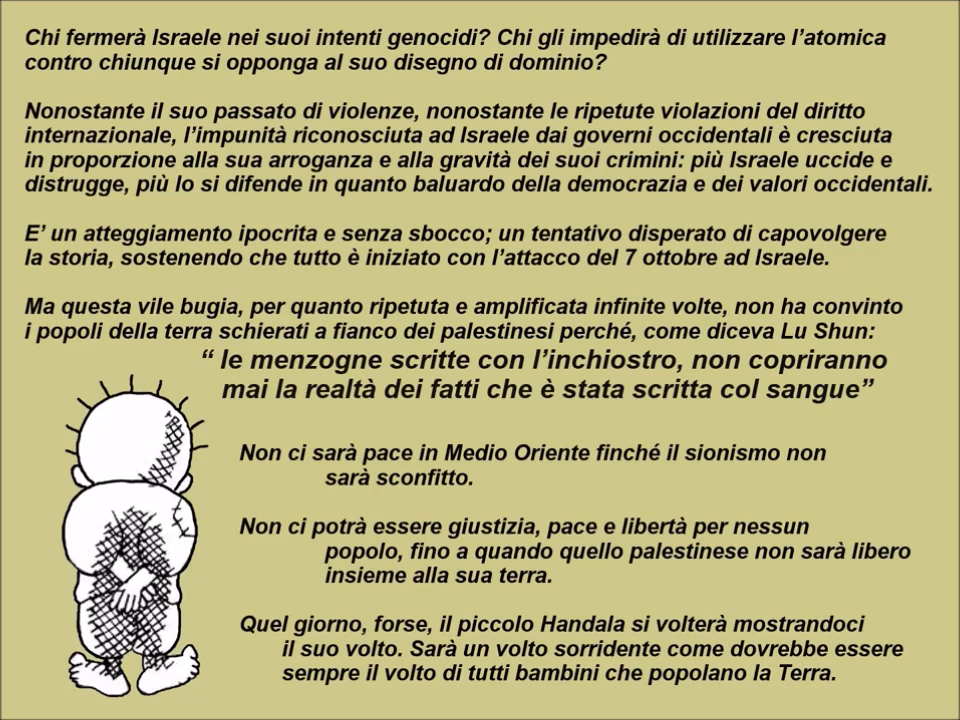 Chi fermerà Israele nei suoi intenti genocidi? Chi gli impedirà di utilizzare l'atomica
contro chiunque si opponga al suo disegno di dominio?
Nonostante il suo passato di violenze, nonostante le ripetute violazioni del diritto
internazionale, l'impunità riconosciuta ad Israele dai governi occidentali è cresciuta
in proporzione alla sua arroganza e alla gravità dei suoi crimini: più Israele uccide e
distrugge, più lo si difende in quanto baluardo della democrazia e dei valori occidentali.
E' un atteggiamento ipocrita e senza sbocco; un tentativo disperato di capovolgere
la storia, sostenendo che tutto è iniziato con l'attacco del 7 ottobre ad Israele.
Ma questa vile bugia, per quanto ripetuta e amplificata infinite volte, non ha convinto
i popoli della terra schierati a fianco dei palestinesi perché, come diceva Lu Shun:
“ le menzogne scritte con l'inchiostro, non copriranno
mai la realtà dei fatti che è stata scritta col sangue”
Non ci sarà pace in Medio Oriente finché il sionismo non
sarà sconfitto.
Non ci potrà essere giustizia, pace e libertà per nessun
popolo, fino a quando quello palestinese non sarà libero
insieme alla sua terra.
Quel giorno, forse, il piccolo Handala si volterà mostrandoci
il suo volto. Sarà un volto sorridente come dovrebbe essere
sempre il volto di tutti bambini che popolano la Terra.